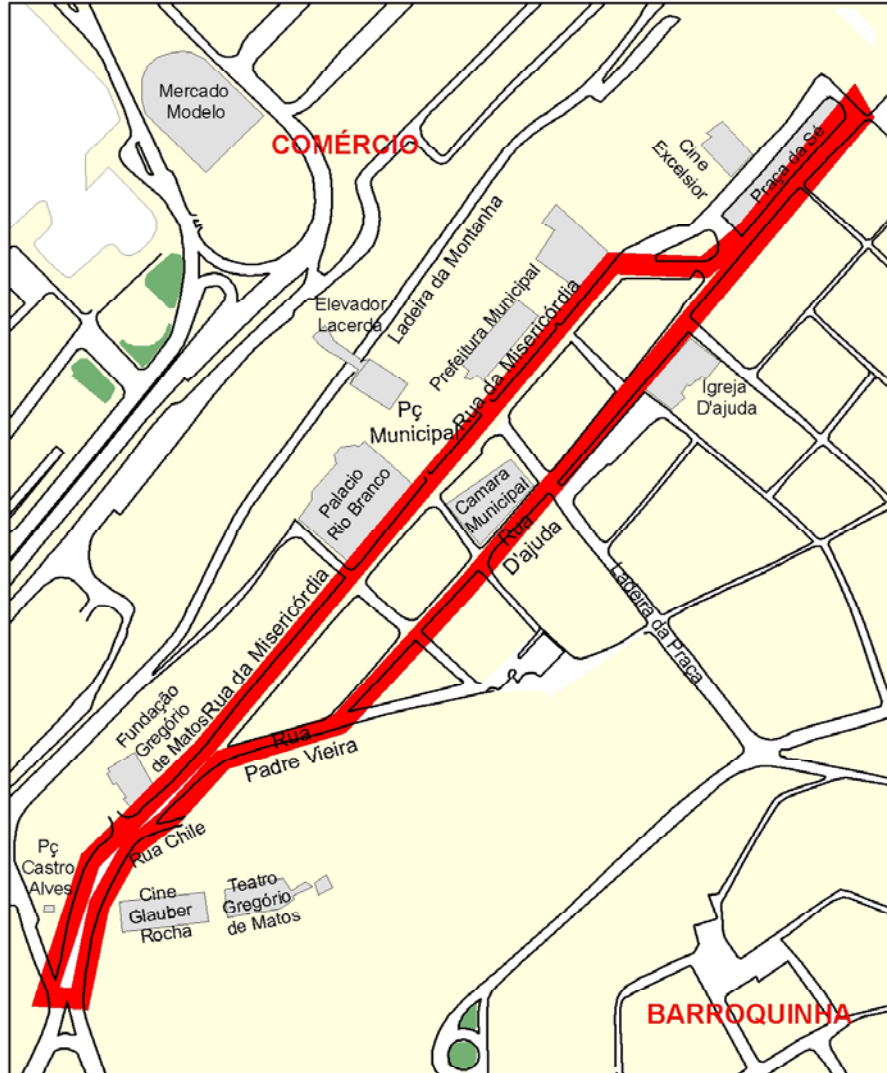 Mercado
Modelo
COMÉRCIO
Cine
Excelsior
Praça da Sé
Ladeira da Montanha
Elevador
Lacerda
Prefeitura Municipal
Rua da Misericórdia
Igreja
D'ajuda
Pç
Municipal
Palacio
Rio Branco
Camara
Municipal
Rua
D'ajuda
Ladeira da Praça
Rua da Misericórdia
Fundação
Gregório
de Matos
Rua
Padre Vieira
Rua Chile
Pç
Castro
Alves
Cine
Glauber
Rocha
Teatro
Gregório
de Matos
BARROQUINHA